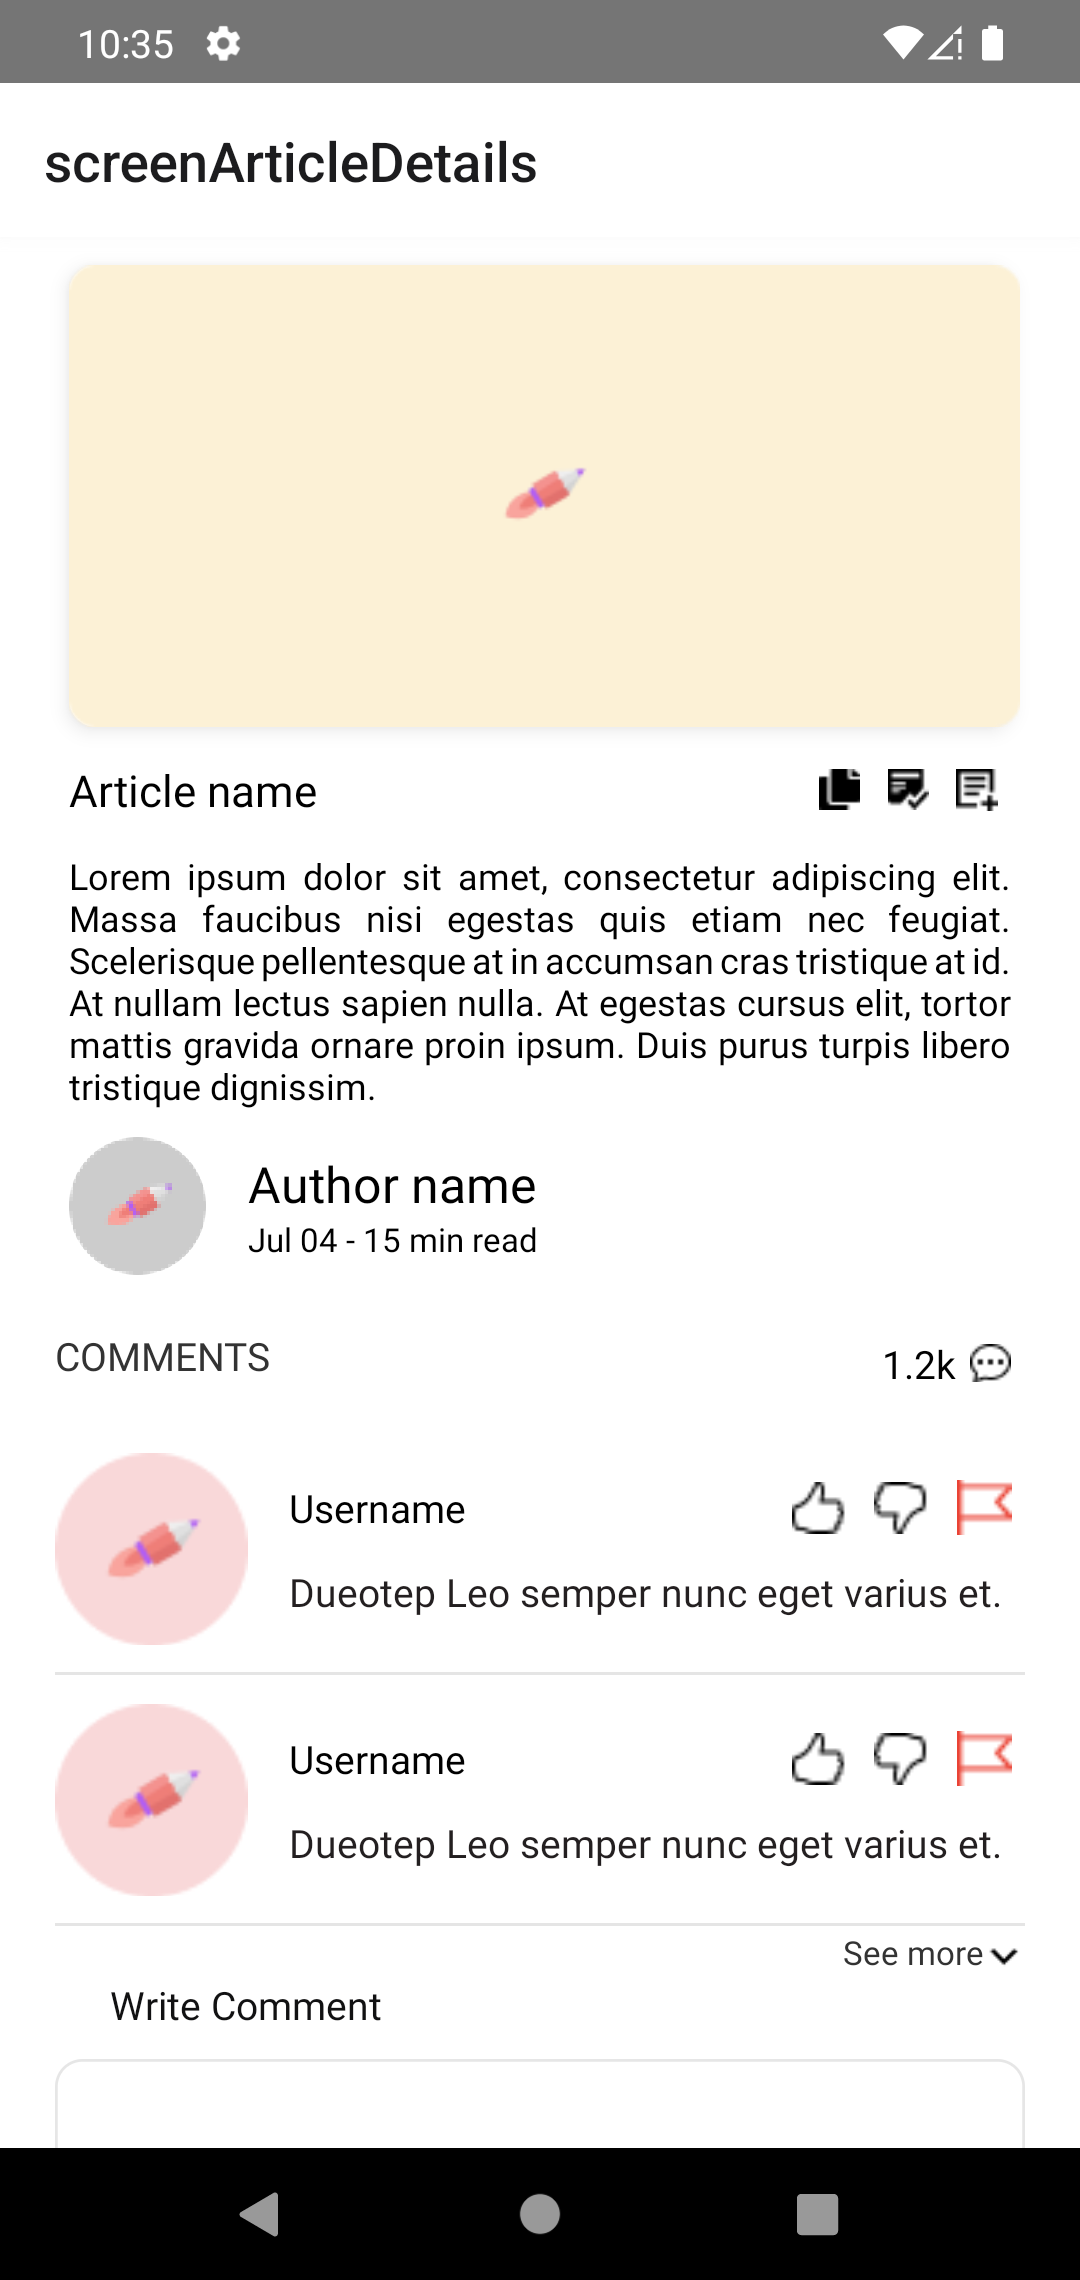 10:35
screenArticleDetails
Article name
Lorem ipsum dolor sit amet, consectetur adipiscing elit.
Massa faucibus nisi egestas quis etiam nec feugiat.
Scelerisque pellentesque at in accumsan cras tristique at id.
At nullam lectus sapien nulla. At egestas cursus elit, tortor
mattis gravida ornare proin ipsum. Duis purus turpis libero
tristique dignissim.
Author name
Jul 04 - 15 min read
COMMENTS
1.2k
Username
Dueotep Leo semper nunc eget varius et.
Username
Dueotep Leo semper nunc eget varius et.
See more
Write Comment